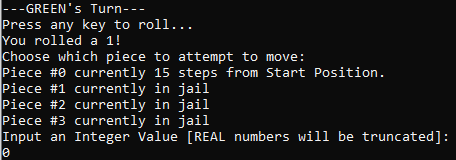 ---GREEN's Turn---
Press any key to roll...
You rolled a 1!
Choose which piece to attempt to move:
Piece #0 currently 15 steps from Start Position.
Piece #1 currently in jail
Piece #2 currently in jail
Piece #3 currently in jail
Input an Integer Value [REAL numbers will be truncated]:
0